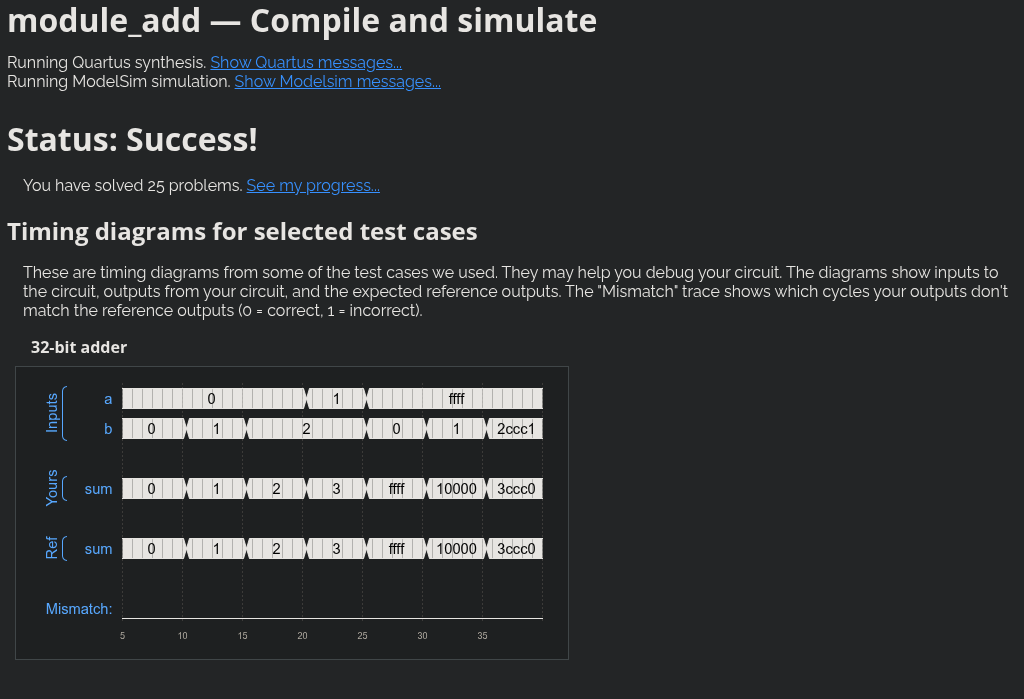 module_add — Compile and simulate
Running Quartus synthesis. Show Quartus messages...
Running ModelSim simulation. Show Modelsim messages...
Status: Success!
You have solved 25 problems. See my progress...
Timing diagrams for selected test cases
These are timing diagrams from some of the test cases we used. They may help you debug your circuit. The diagrams show inputs to
the circuit, outputs from your circuit, and the expected reference outputs. The "Mismatch" trace shows which cycles your outputs don't
match the reference outputs (0 = correct, 1 = incorrect).
32-bit adder
Inputs
a 0 1 ffff
b 0 1 2 0 1 2ccc1
Yours
sum 0 1 2 3 ffff 10000 3ccc0
Ref
sum 0 1 2 3 ffff 10000 3ccc0
Mismatch:
5 10 15 20 25 30 35